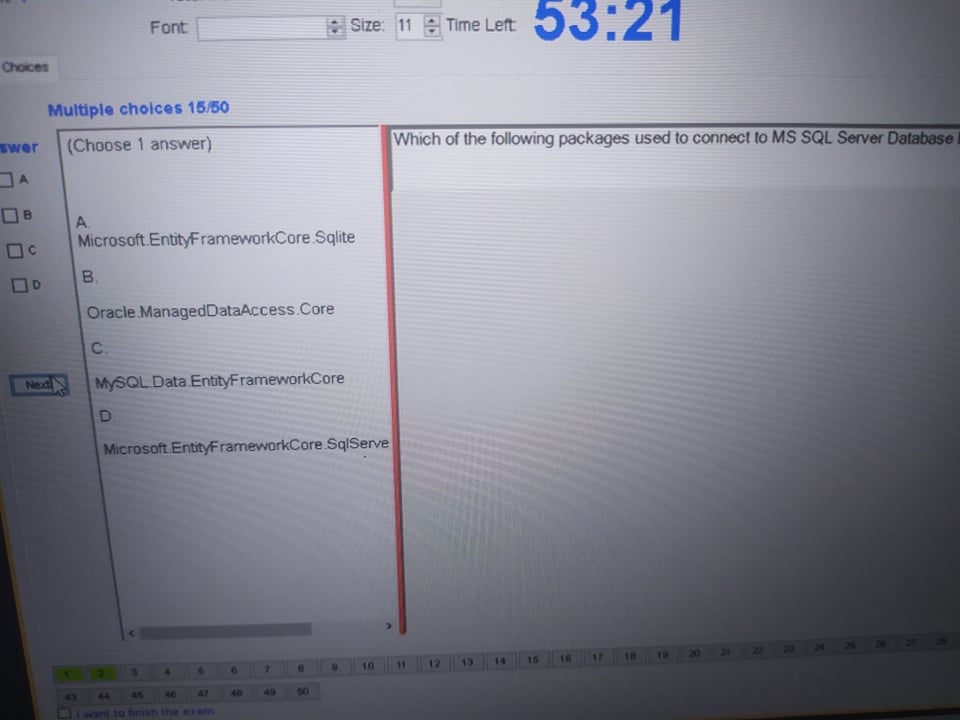 Font: Size: 11 Time Left: 53:21
Choices
Multiple choices 15/50
swer (Choose 1 answer) Which of the following packages used to connect to MS SQL Server Database
A
B
C
D
A.
Microsoft.EntityFrameworkCore.Sqlite
B.
Oracle.ManagedDataAccess.Core
C.
MySQL.Data.EntityFrameworkCore
D.
Microsoft.EntityFrameworkCore.SqlServe
Next
1 2 3 4 5 6 7 8 9 10 11 12 13 14 15 16 17 18 19 20 21 22 23 24 25 26 27 28
43 44 45 46 47 48 49 50
I want to finish the exam